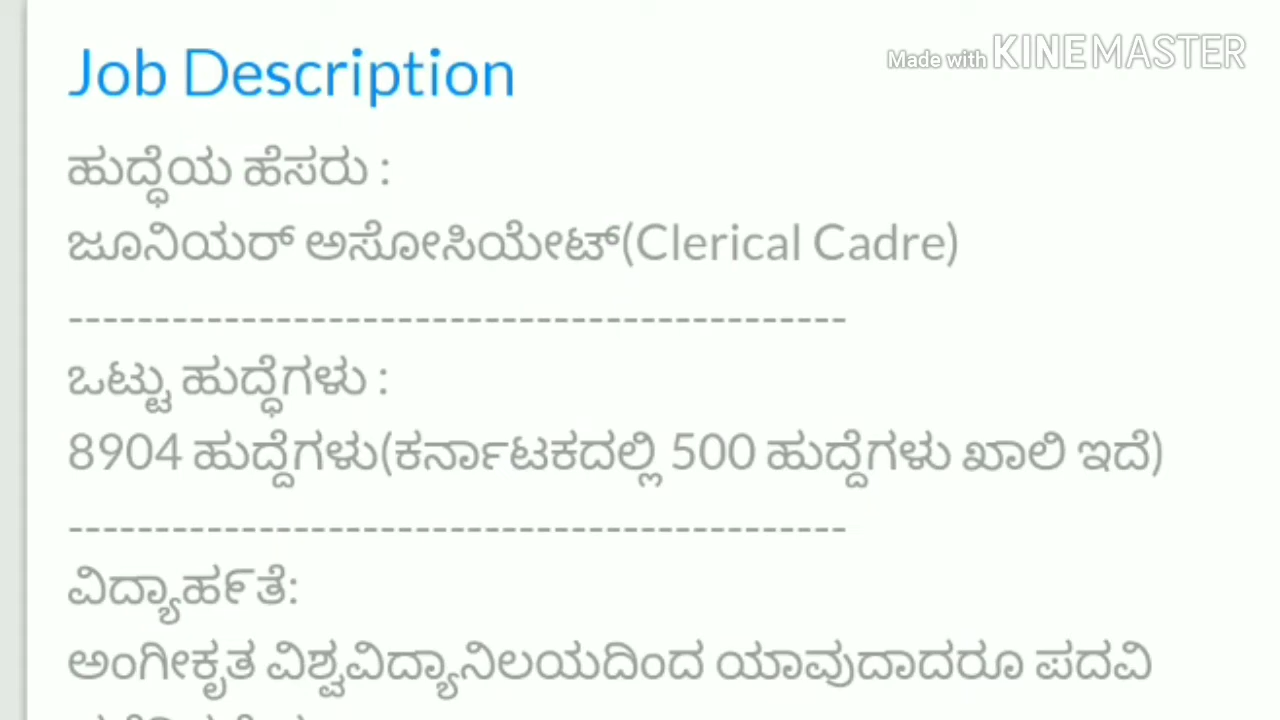 Job Description
Made with KINEMASTER
ಹುದ್ಧೆಯ ಹೆಸರು :
ಜೂನಿಯರ್ ಅಸೋಸಿಯೇಟ್(Clerical Cadre)
---------------------------------------------
ಒಟ್ಟು ಹುದ್ಧೆಗಳು :
8904 ಹುದ್ದೆಗಳು(ಕರ್ನಾಟಕದಲ್ಲಿ 500 ಹುದ್ದೆಗಳು ಖಾಲಿ ಇದೆ)
---------------------------------------------
ವಿದ್ಯಾಹ೯ತೆ:
ಅಂಗೀಕೃತ ವಿಶ್ವವಿದ್ಯಾನಿಲಯದಿಂದ ಯಾವುದಾದರೂ ಪದವಿ